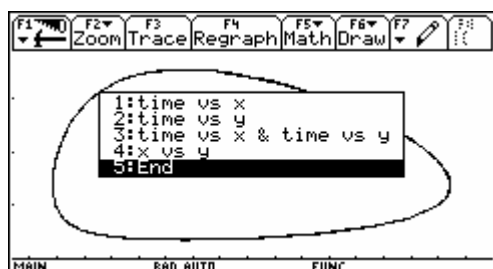 F1 F2 F3 F4 F5 F6 F7
Zoom Trace Regraph Math Draw
1:time vs x
2:time vs y
3:time vs x & time vs y
4:x vs y
5:End
MAIN RAD AUTO FUNC